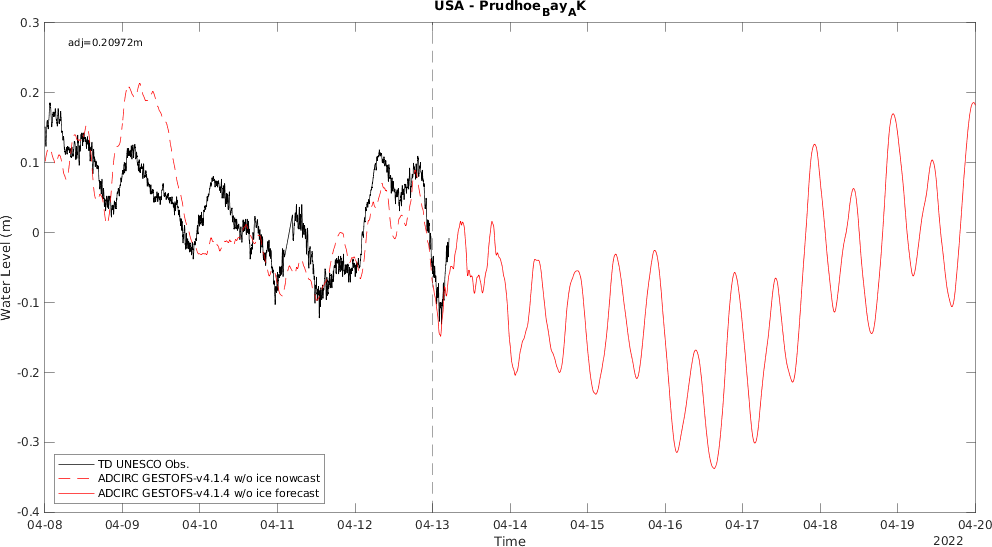 USA - Prudhoe_Bay_AK
adj=0.20972m
0.3
0.2
0.1
0
-0.1
-0.2
-0.3
-0.4
Water Level (m)
TD UNESCO Obs.
ADCIRC GESTOFS-v4.1.4 w/o ice nowcast
ADCIRC GESTOFS-v4.1.4 w/o ice forecast
04-08 04-09 04-10 04-11 04-12 04-13 04-14 04-15 04-16 04-17 04-18 04-19 04-20
Time
2022